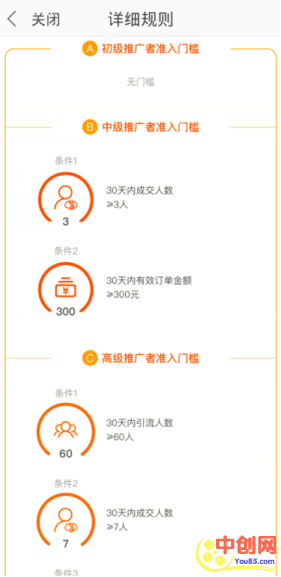 关闭 详细规则
A 初级推广者准入门槛
无门槛
B 中级推广者准入门槛
条件1
30天内成交人数
≥3人
3
条件2
30天内有效订单金额
≥300元
¥
300
C 高级推广者准入门槛
条件1
30天内引流人数
≥60人
60
条件2
30天内成交人数
≥7人
7
条件3
中创网
You85.com